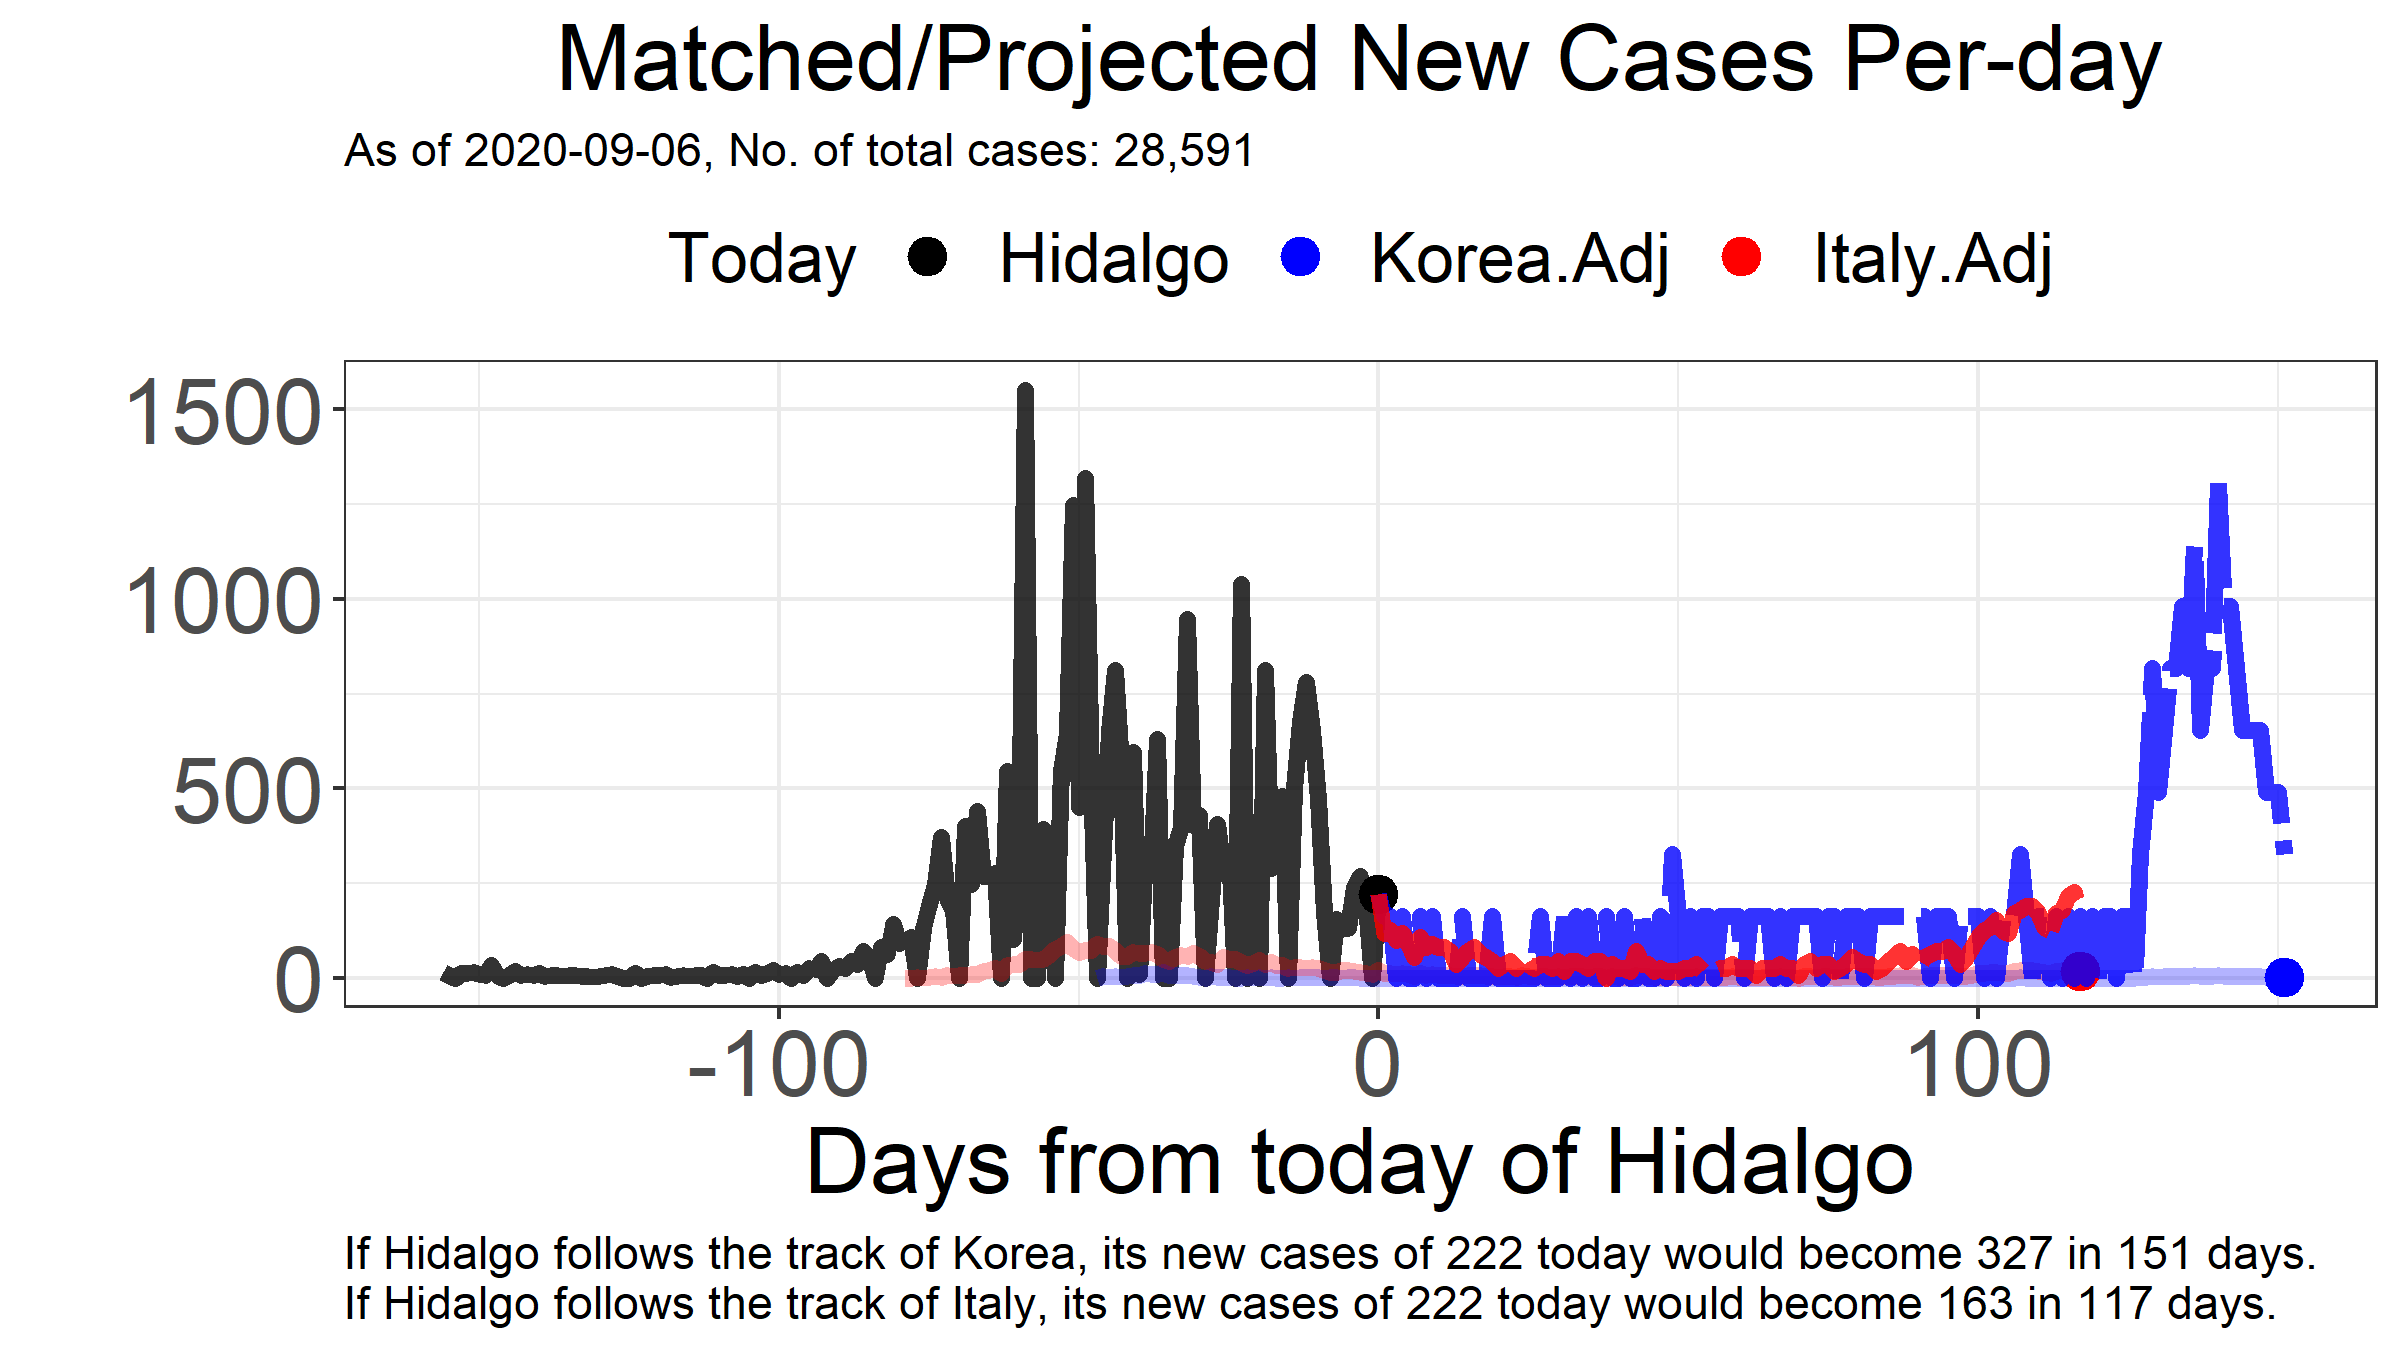 Matched/Projected New Cases Per-day
As of 2020-09-06, No. of total cases: 28,591
Today Hidalgo Korea.Adj Italy.Adj
1500
1000
500
0
-100 0 100
Days from today of Hidalgo
If Hidalgo follows the track of Korea, its new cases of 222 today would become 327 in 151 days.
If Hidalgo follows the track of Italy, its new cases of 222 today would become 163 in 117 days.